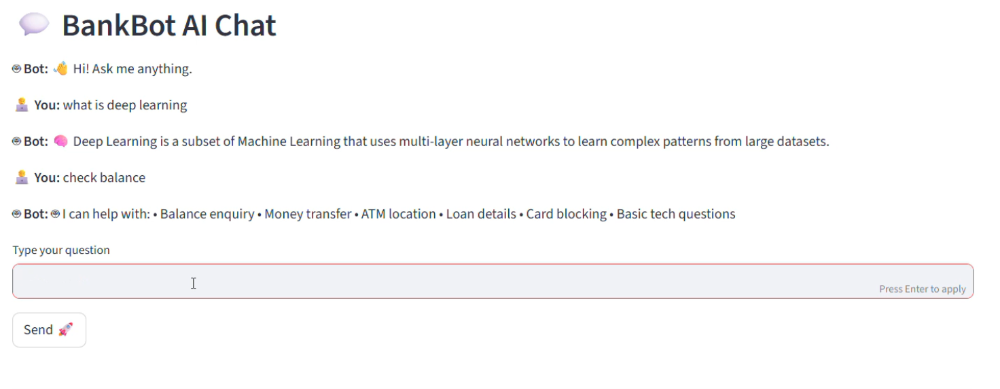 💬 BankBot AI Chat
🤖 Bot: 👋 Hi! Ask me anything.
🧑‍💻 You: what is deep learning
🤖 Bot: 🧠 Deep Learning is a subset of Machine Learning that uses multi-layer neural networks to learn complex patterns from large datasets.
🧑‍💻 You: check balance
🤖 Bot: 🤖 I can help with: • Balance enquiry • Money transfer • ATM location • Loan details • Card blocking • Basic tech questions
Type your question
Press Enter to apply
Send 🚀